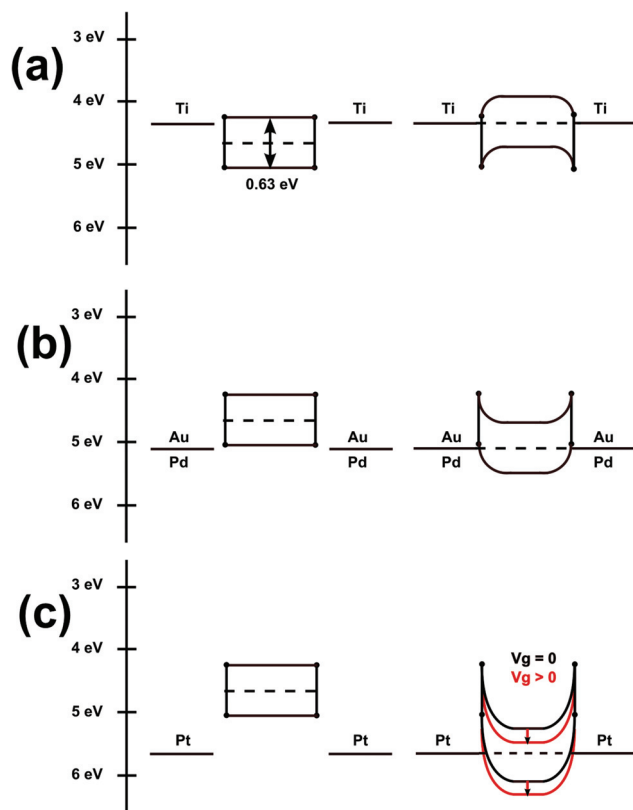 (a)
3 eV
4 eV
5 eV
6 eV
Ti
Ti
Ti
Ti
0.63 eV
(b)
3 eV
4 eV
5 eV
6 eV
Au
Au
Au
Au
Pd
Pd
Pd
Pd
(c)
3 eV
4 eV
5 eV
6 eV
Pt
Pt
Vg = 0
Vg > 0
Pt
Pt